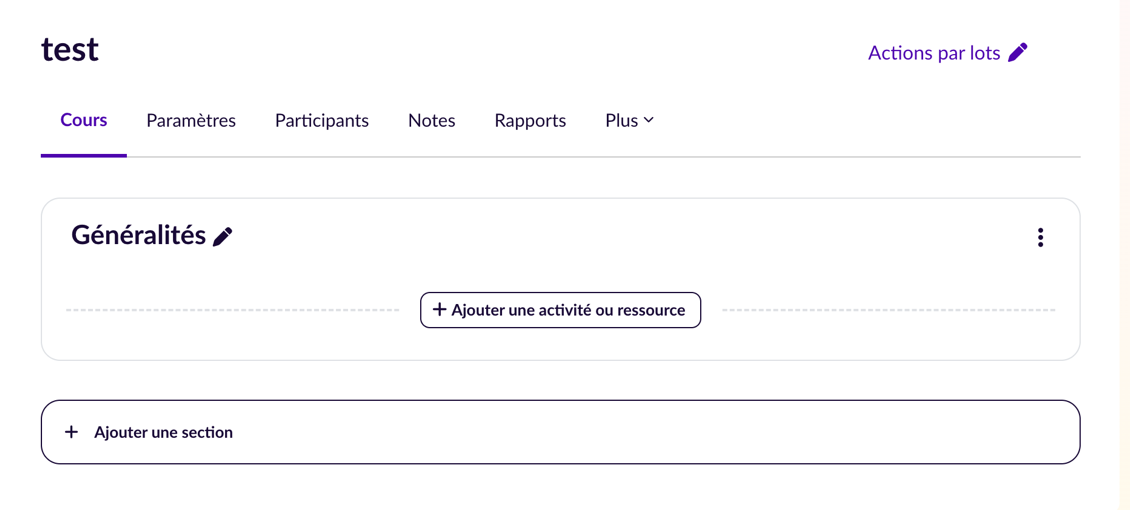 test
Actions par lots
Cours Paramètres Participants Notes Rapports Plus
Généralités
+ Ajouter une activité ou ressource
+ Ajouter une section